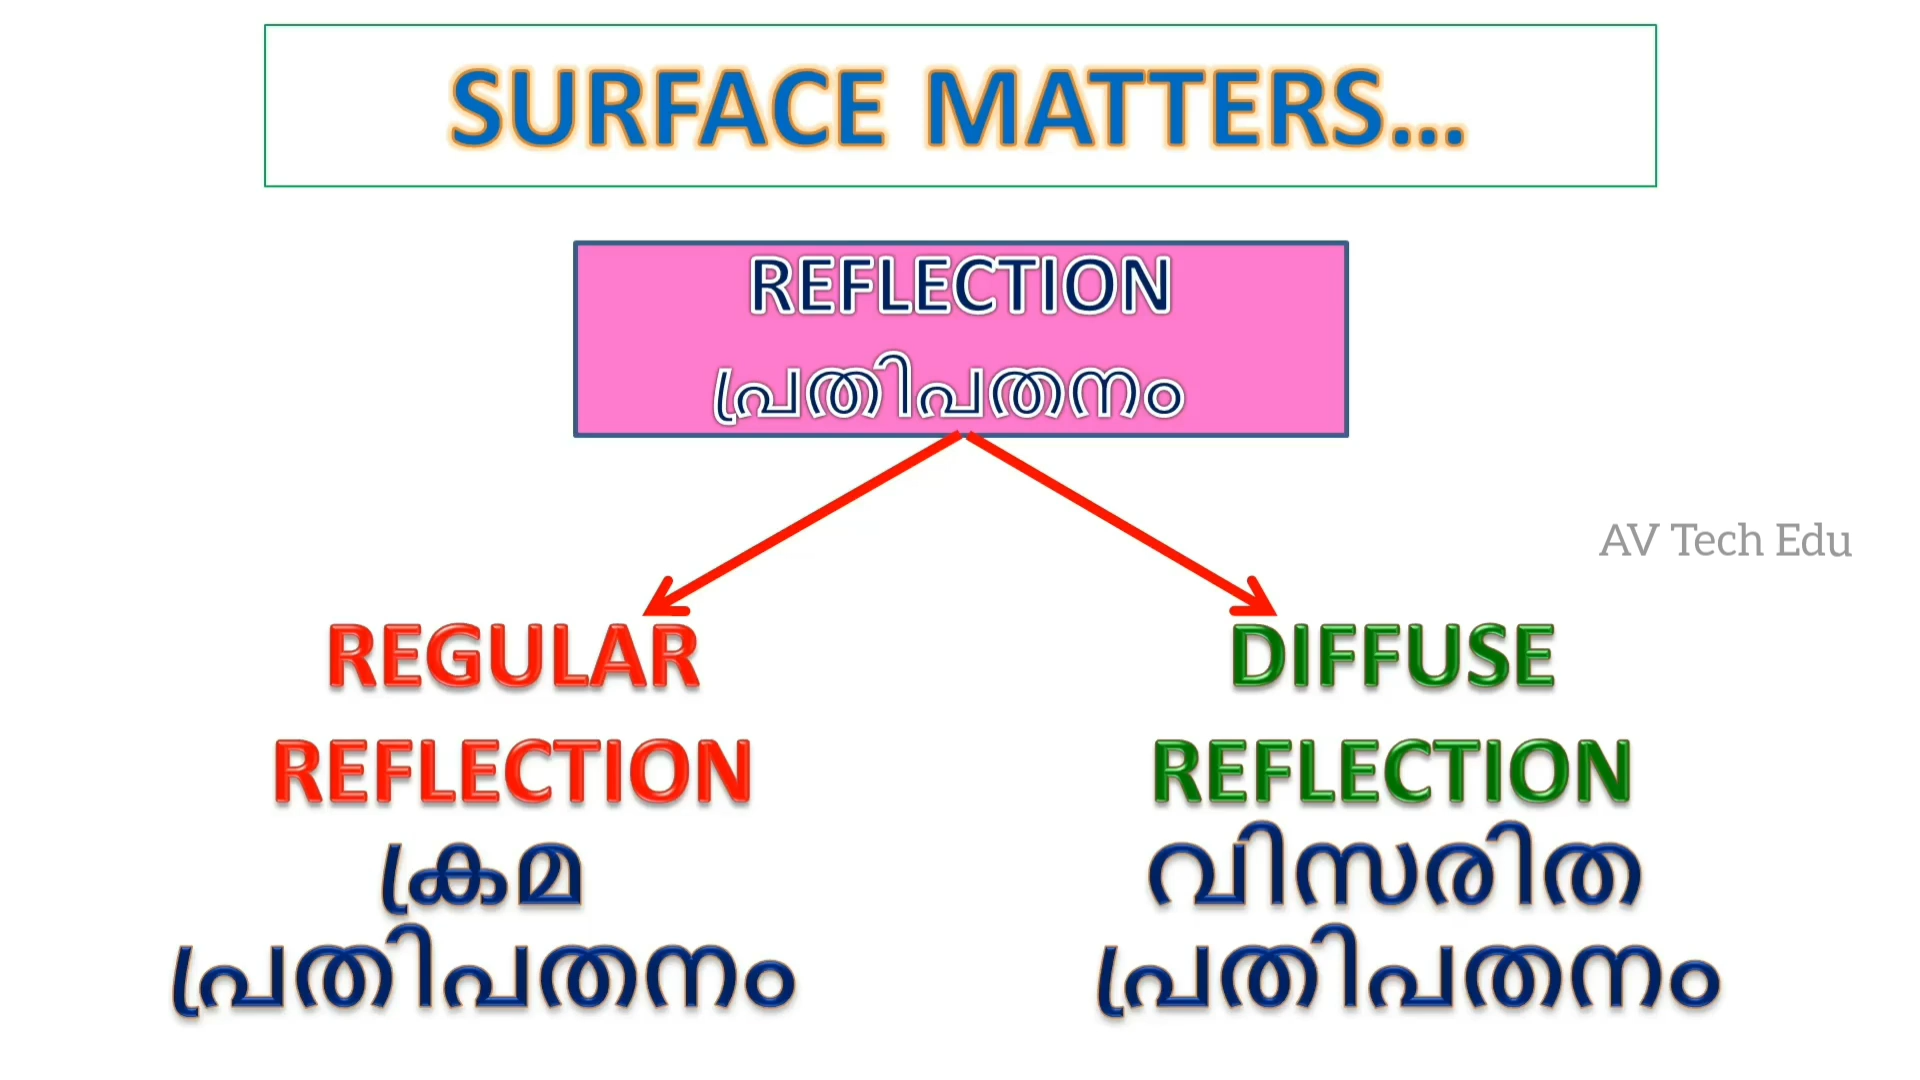 SURFACE MATTERS...
REFLECTION
പ്രതിപതനം
AV Tech Edu
REGULAR
REFLECTION
ക്രമ
പ്രതിപതനം
DIFFUSE
REFLECTION
വിസരിത
പ്രതിപതനം